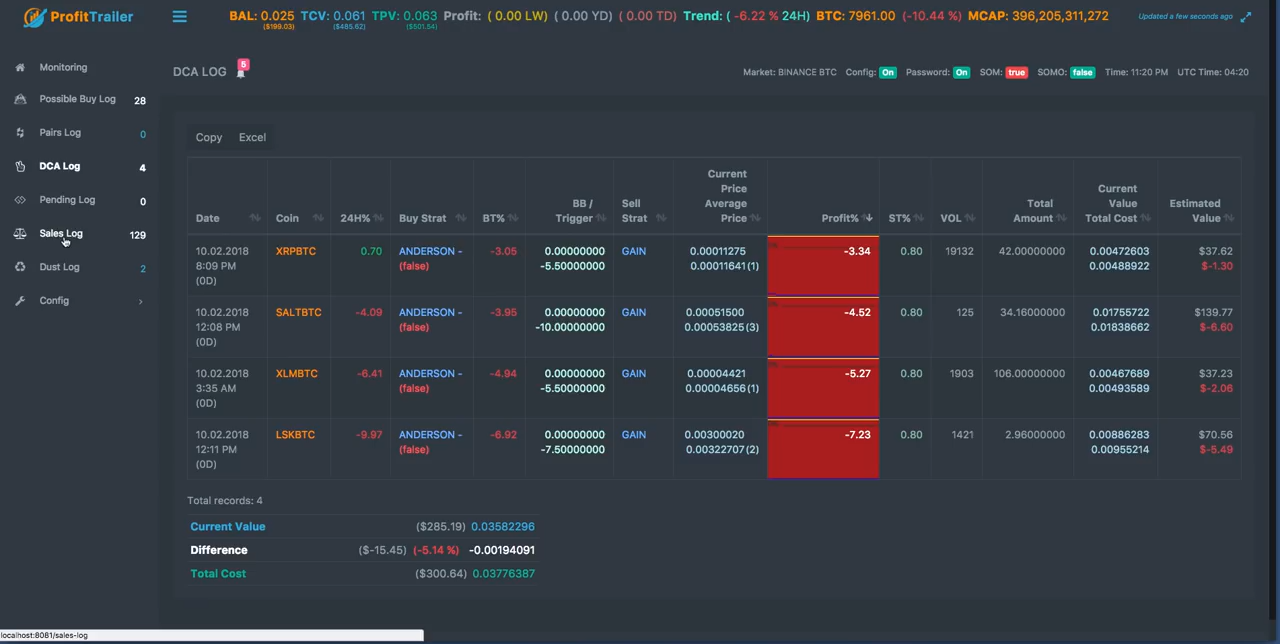 ProfitTrailer
BAL: 0.025 TCV: 0.061 TPV: 0.063 Profit: ( 0.00 LW) ( 0.00 YD) ( 0.00 TD) Trend: ( -6.22 % 24H) BTC: 7961.00 (-10.44 %) MCAP: 396,205,311,272
($199.03) ($485.62) ($501.54)
Updated a few seconds ago
Monitoring
Possible Buy Log 28
Pairs Log 0
DCA Log 4
Pending Log 0
Sales Log 129
Dust Log 2
Config
DCA LOG 5
Market: BINANCE BTC Config: On Password: On SOM: true SOMO: false Time: 11:20 PM UTC Time: 04:20
Copy Excel
Date Coin 24H% Buy Strat BT% BB / Trigger Sell Strat Current Price Average Price Profit% ST% VOL Total Amount Current Value Total Cost Estimated Value
10.02.2018 XRPBTC 0.70 ANDERSON - -3.05 0.00000000 GAIN 0.00011275 -3.34 0.80 19132 42.00000000 0.00472603 $37.62
8:09 PM (false) -5.50000000 0.00011641(1) 0.00488922 $-1.30
(0D)
10.02.2018 SALTBTC -4.09 ANDERSON - -3.95 0.00000000 GAIN 0.00051500 -4.52 0.80 125 34.16000000 0.01755722 $139.77
12:08 PM (false) -10.00000000 0.00053825(3) 0.01838662 $-6.60
(0D)
10.02.2018 XLMBTC -6.41 ANDERSON - -4.94 0.00000000 GAIN 0.00004421 -5.27 0.80 1903 106.00000000 0.00467689 $37.23
3:35 AM (false) -5.50000000 0.00004656(1) 0.00493589 $-2.06
(0D)
10.02.2018 LSKBTC -9.97 ANDERSON - -6.92 0.00000000 GAIN 0.00300020 -7.23 0.80 1421 2.96000000 0.00886283 $70.56
12:11 PM (false) -7.50000000 0.00322707(2) 0.00955214 $-5.49
(0D)
Total records: 4
Current Value ($285.19) 0.03582296
Difference ($-15.45) (-5.14 %) -0.00194091
Total Cost ($300.64) 0.03776387
localhost:8081/sales-log